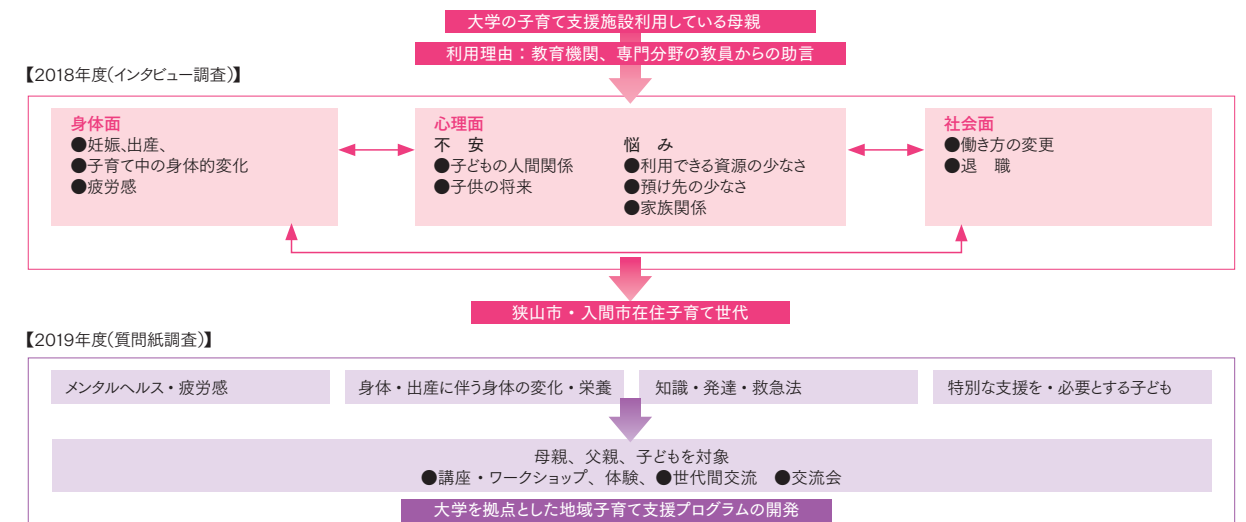 大学の子育て支援施設利用している母親
利用理由：教育機関、専門分野の教員からの助言
【2018年度(インタビュー調査)】
身体面
●妊娠、出産、
●子育て中の身体的変化
●疲労感
心理面
不　安
●子どもの人間関係
●子供の将来
悩　み
●利用できる資源の少なさ
●預け先の少なさ
●家族関係
社会面
●働き方の変更
●退　職
狭山市・入間市在住子育て世代
【2019年度(質問紙調査)】
メンタルヘルス・疲労感
身体・出産に伴う身体の変化・栄養
知識・発達・救急法
特別な支援を・必要とする子ども
母親、父親、子どもを対象
●講座・ワークショップ、体験、●世代間交流　●交流会
大学を拠点とした地域子育て支援プログラムの開発